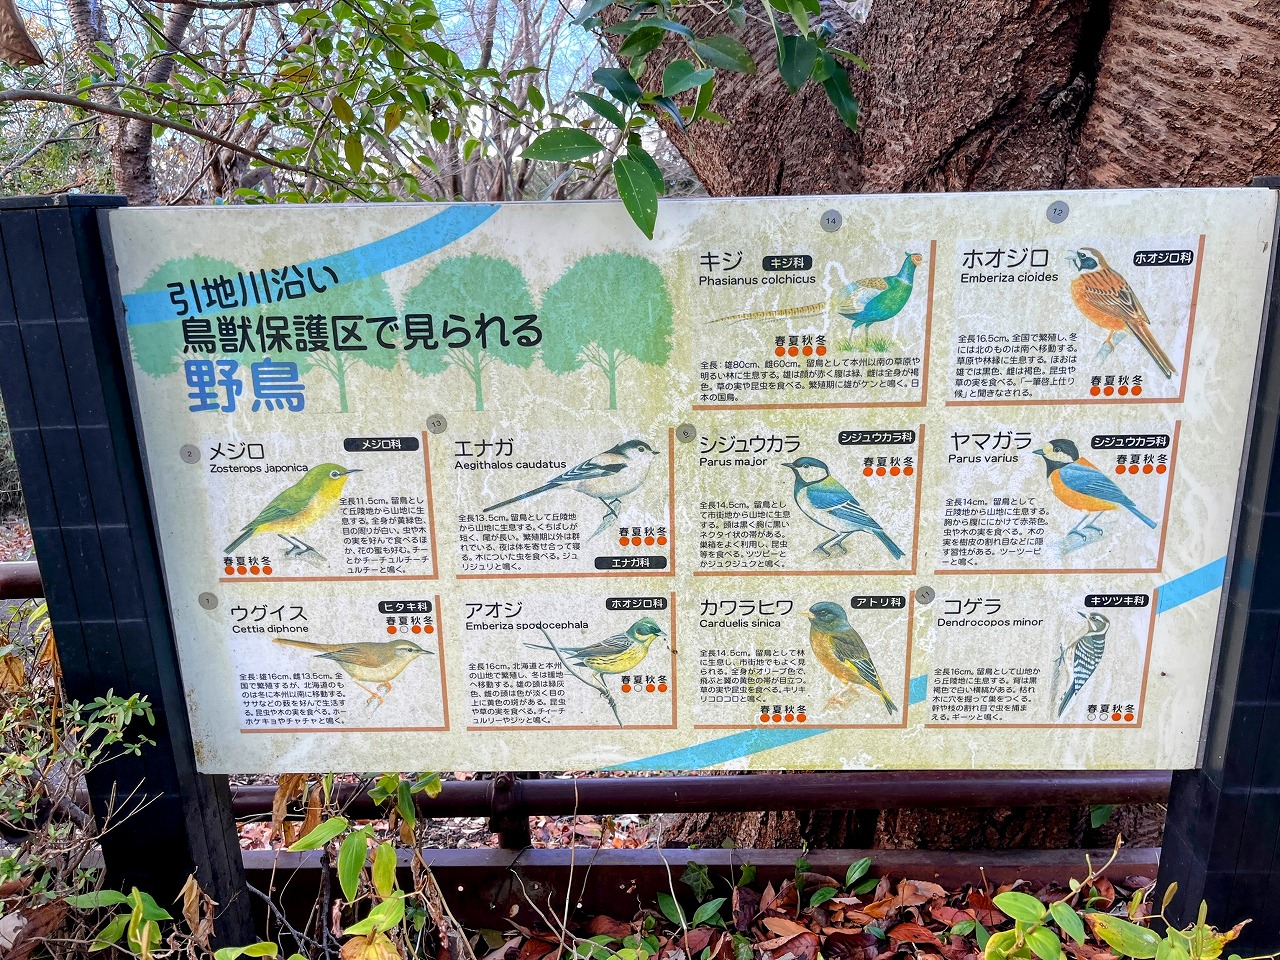 引地川沿い
鳥獣保護区で見られる
野鳥
14
キジ
キジ科
Phasianus colchicus
春夏秋冬
全長:雄80cm、雌60cm。留鳥として本州以南の草原や
明るい林に生息する。雄は顔が赤く腹は緑、雌は全身が褐
色。草の実や昆虫を食べる。繁殖期に雄がケンと鳴く。日
本の国鳥。
12
ホオジロ
ホオジロ科
Emberiza cioides
全長16.5cm。全国で繁殖し、冬
には北のものは南へ移動する。
草原や林縁に生息する。ほおは
雄では黒色、雌は褐色。昆虫や
草の実を食べる。「一筆啓上仕り
候」と聞きなされる。
春夏秋冬
2
メジロ
メジロ科
Zosterops japonica
全長11.5cm。留鳥とし
て丘陵地から山地に生
息する。全身が黄緑色、
目の周りが白い。虫や木
の実を好んで食べるほ
か、花の蜜も好む。チー
とかチーチュルチーチ
ュルチーと鳴く。
春夏秋冬
13
エナガ
Aegithalos caudatus
全長13.5cm。留鳥として丘陵地
から山地に生息する。くちばしが
短く、尾が長い。繁殖期以外は群
れている。夜は体を寄せ合って寝
る。木についた虫を食べる。ジュ
リジュリと鳴く。
春夏秋冬
エナガ科
シジュウカラ
シジュウカラ科
Parus major
春夏秋冬
全長14.5cm。留鳥とし
て市街地から山地に生息
する。頭は黒く胸に黒い
ネクタイ状の帯がある。
巣箱をよく利用し、昆虫
等を食べる。ツツピーと
かジュクジュクと鳴く。
ヤマガラ
シジュウカラ科
Parus varius
春夏秋冬
全長14cm。留鳥として
丘陵地から山地に生息する。
胸から腹ににかけて赤茶色。
虫や木の実を食べる。木の
実を樹皮の割れ目などに隠
す習性がある。ツーツーピ
ーと鳴く。
1
ウグイス
ヒタキ科
Cettia diphone
春夏秋冬
全長:雄16cm、雌13.5cm。全
国で繁殖するが、北海道のも
のは冬に本州以南に移動する。
ササなどの薮を好んで生活す
る。昆虫や木の実を食べる。ホー
ホケキョやチャチャと鳴く。
アオジ
ホオジロ科
Emberiza spodocephala
全長16cm。北海道と本州
の山地で繁殖し、冬は暖地
へ移動する。雄の頭は緑灰
色、雌の頭は色が淡く目の
上に黄色の斑がある。昆虫
や草の実を食べる。チィーチ
ュルリーやジッと鳴く。
春夏秋冬
カワラヒワ
アトリ科
Carduelis sinica
全長14.5cm。留鳥として林
に生息し、市街地でもよく見
られる。全身がオリーブ色で、
飛ぶと翼の黄色の帯が目立つ。
草の実や昆虫を食べる。キリキ
リコロコロと鳴く。
春夏秋冬
コゲラ
キツツキ科
Dendrocopos minor
全長16cm。留鳥として山地か
ら丘陵地に生息する。背は黒
褐色で白い横縞がある。枯れ
木に穴を掘って巣をつくる。
幹や枝の割れ目で虫を捕ま
える。ギーッと鳴く。
春夏秋冬